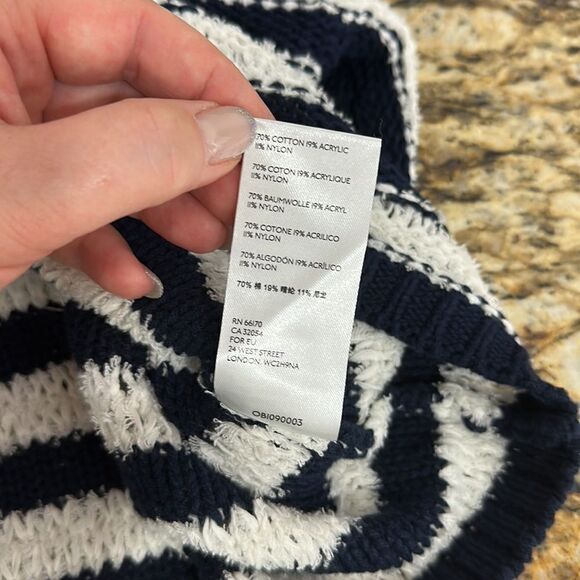 70% COTTON 19% ACRYLIC
11% NYLON
70% COTON 19% ACRYLIQUE
11% NYLON
70% BAUMWOLLE 19% ACRYL
11% NYLON
70% COTONE 19% ACRILICO
11% NYLON
70% ALGODÓN 19% ACRÍLICO
11% NYLON
70% 棉 19% 晴纶 11% 尼龙
RN 66170
CA 32054
FOR EU
24 WEST STREET
LONDON, WC2H9NA
OB1090003